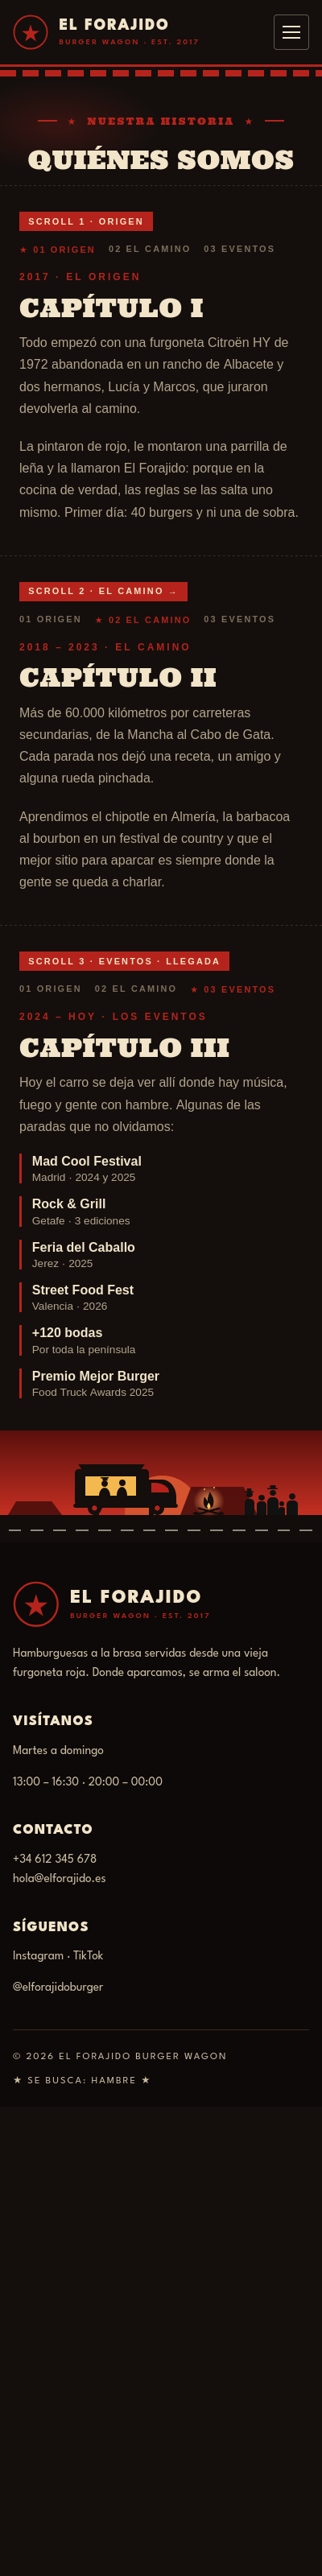 EL FORAJIDO
BURGER WAGON · EST. 2017
★ NUESTRA HISTORIA ★
QUIÉNES SOMOS
SCROLL 1 · ORIGEN
★ 01 ORIGEN 02 EL CAMINO 03 EVENTOS
2017 · EL ORIGEN
CAPÍTULO I
Todo empezó con una furgoneta Citroën HY de
1972 abandonada en un rancho de Albacete y
dos hermanos, Lucía y Marcos, que juraron
devolverla al camino.
La pintaron de rojo, le montaron una parrilla de
leña y la llamaron El Forajido: porque en la
cocina de verdad, las reglas se las salta uno
mismo. Primer día: 40 burgers y ni una de sobra.
SCROLL 2 · EL CAMINO →
01 ORIGEN ★ 02 EL CAMINO 03 EVENTOS
2018 – 2023 · EL CAMINO
CAPÍTULO II
Más de 60.000 kilómetros por carreteras
secundarias, de la Mancha al Cabo de Gata.
Cada parada nos dejó una receta, un amigo y
alguna rueda pinchada.
Aprendimos el chipotle en Almería, la barbacoa
al bourbon en un festival de country y que el
mejor sitio para aparcar es siempre donde la
gente se queda a charlar.
SCROLL 3 · EVENTOS · LLEGADA
01 ORIGEN 02 EL CAMINO ★ 03 EVENTOS
2024 – HOY · LOS EVENTOS
CAPÍTULO III
Hoy el carro se deja ver allí donde hay música,
fuego y gente con hambre. Algunas de las
paradas que no olvidamos:
Mad Cool Festival
Madrid · 2024 y 2025
Rock & Grill
Getafe · 3 ediciones
Feria del Caballo
Jerez · 2025
Street Food Fest
Valencia · 2026
+120 bodas
Por toda la península
Premio Mejor Burger
Food Truck Awards 2025
EL FORAJIDO
BURGER WAGON · EST. 2017
Hamburguesas a la brasa servidas desde una vieja
furgoneta roja. Donde aparcamos, se arma el saloon.
VISÍTANOS
Martes a domingo
13:00 – 16:30 · 20:00 – 00:00
CONTACTO
+34 612 345 678
hola@elforajido.es
SÍGUENOS
Instagram · TikTok
@elforajidoburger
© 2026 EL FORAJIDO BURGER WAGON
★ SE BUSCA: HAMBRE ★